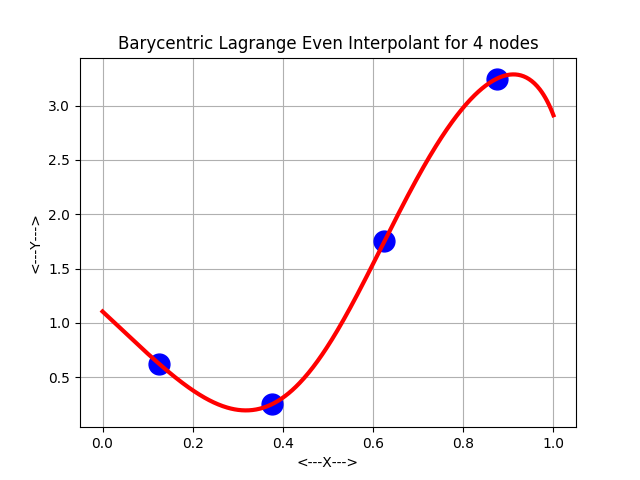 Barycentric Lagrange Even Interpolant for 4 nodes
3.0
2.5
2.0
1.5
1.0
0.5
<---Y--->
0.0 0.2 0.4 0.6 0.8 1.0
<---X--->